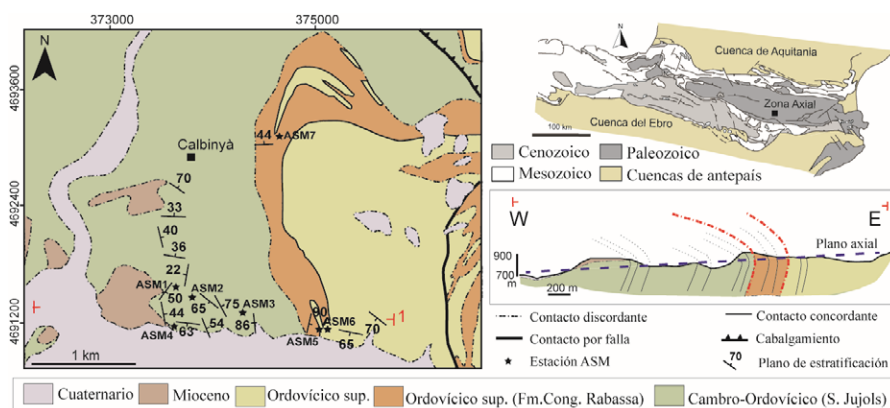 373000
375000
N
4693600
4692400
4691200
Calbinyà
44
ASM7
70
33
40
36
22
ASM1
ASM2
50
65
75
ASM3
44
86
ASM4
63
54
60
ASM6
ASM5
65
70
1
1 km
N
Cuenca de Aquitania
Zona Axial
Cuenca del Ebro
100 km
Cenozoico
Paleozoico
Mesozoico
Cuencas de antepaís
W
E
Plano axial
900
700
m
200 m
Contacto discordante
Contacto concordante
Contacto por falla
Cabalgamiento
Estación ASM
70
Plano de estratificación
Cuaternario
Mioceno
Ordovícico sup.
Ordovícico sup. (Fm.Cong. Rabassa)
Cambro-Ordovícico (S. Jujols)